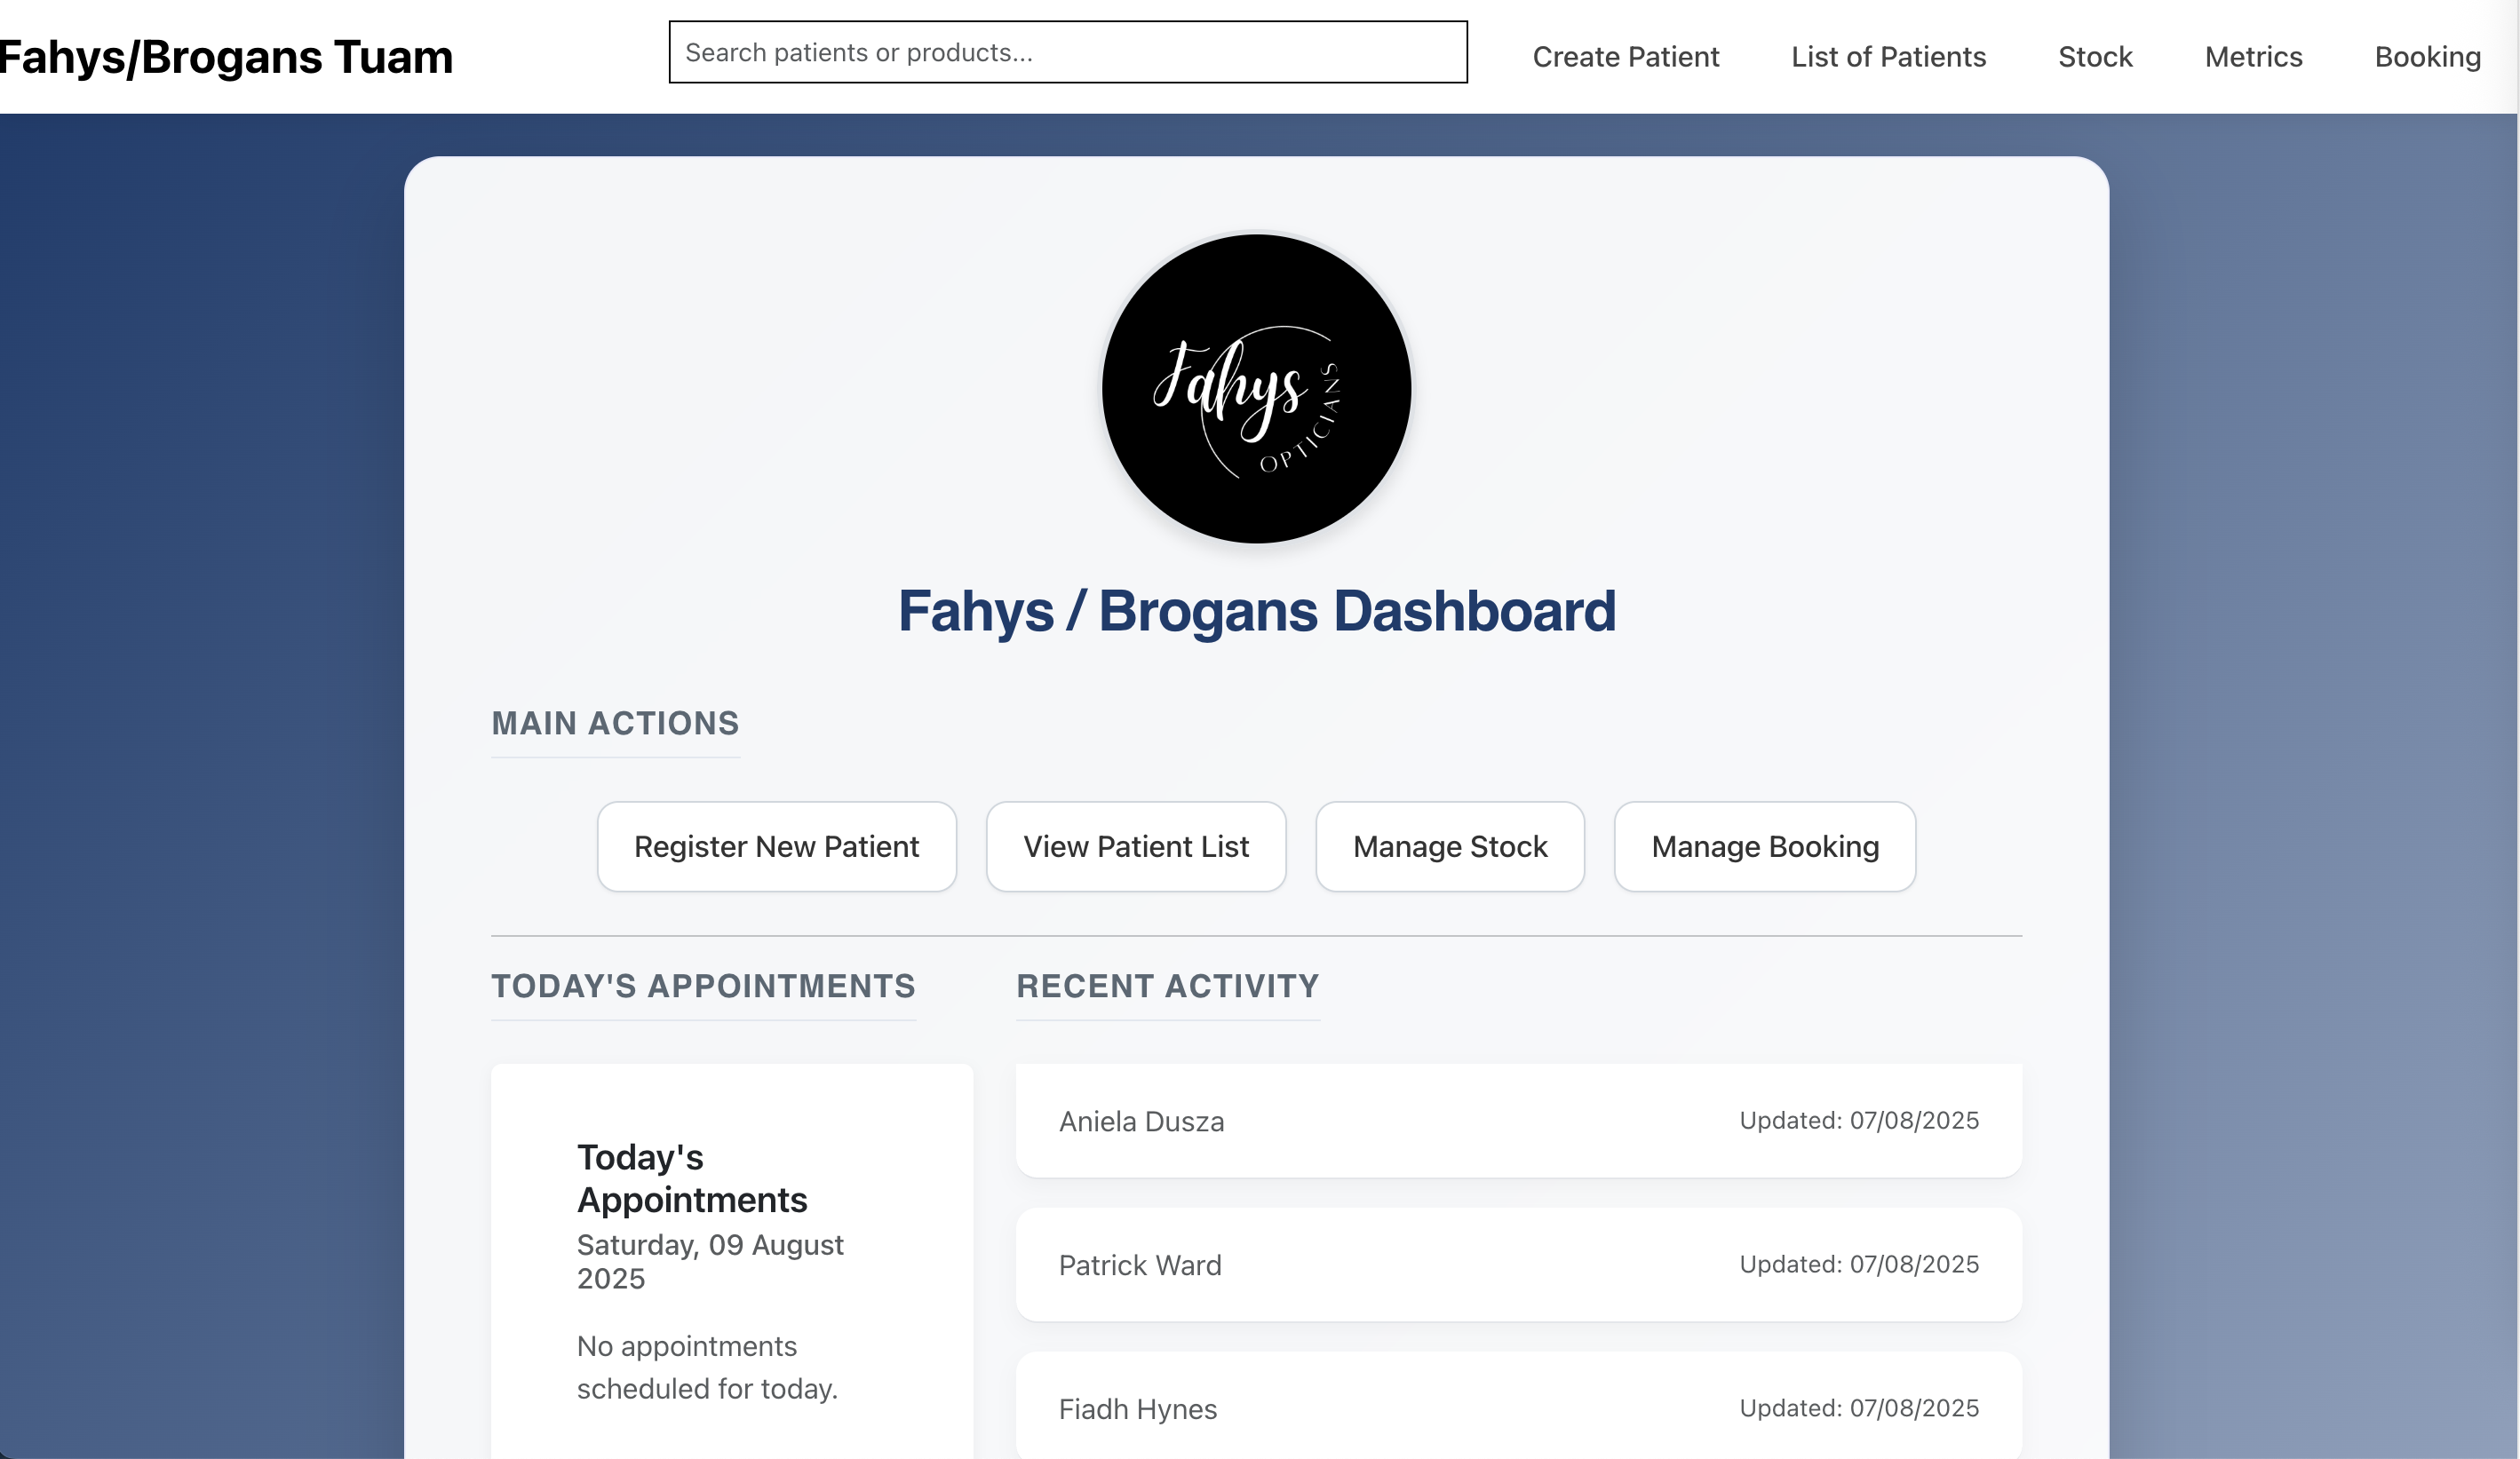 Fahys/Brogans Tuam
Search patients or products...
Create Patient
List of Patients
Stock
Metrics
Booking
Fahys
OPTICIANS
Fahys / Brogans Dashboard
MAIN ACTIONS
Register New Patient
View Patient List
Manage Stock
Manage Booking
TODAY'S APPOINTMENTS
Today's
Appointments
Saturday, 09 August
2025
No appointments
scheduled for today.
RECENT ACTIVITY
Aniela Dusza
Updated: 07/08/2025
Patrick Ward
Updated: 07/08/2025
Fiadh Hynes
Updated: 07/08/2025